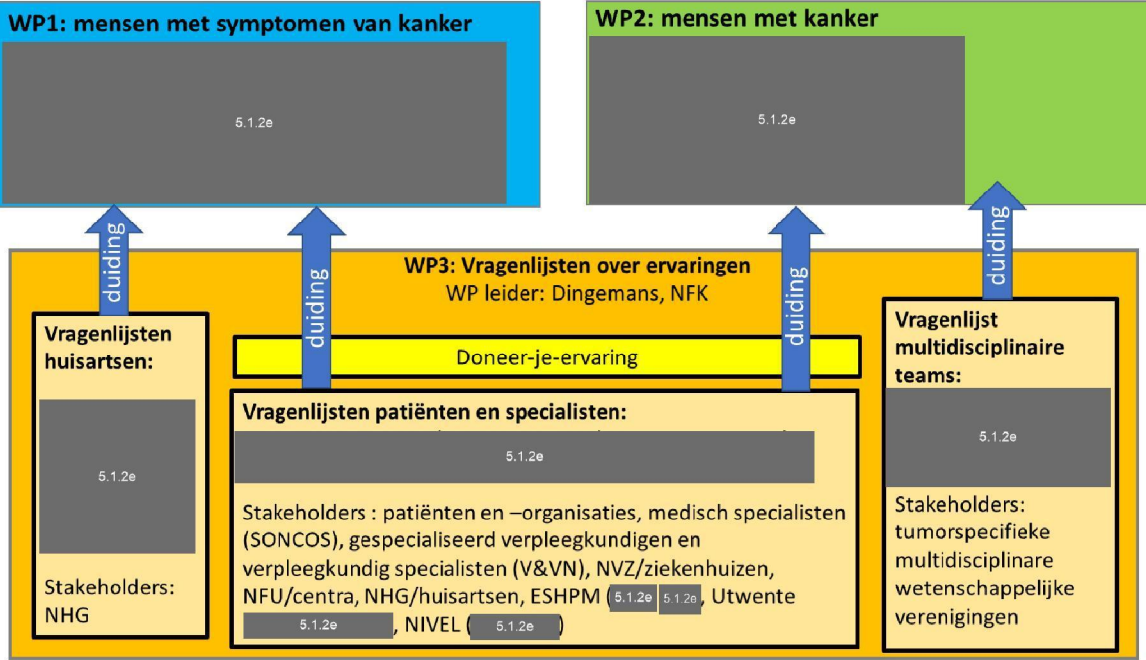 WP1: mensen met symptomen van kanker
5.1.2e
WP2: mensen met kanker
5.1.2e
duiding
duiding
duiding
duiding
WP3: Vragenlijsten over ervaringen
WP leider: Dingemans, NFK
Vragenlijsten
huisartsen:
5.1.2e
Stakeholders:
NHG
Doneer-je-ervaring
Vragenlijsten patiënten en specialisten:
5.1.2e
Stakeholders : patiënten en –organisaties, medisch specialisten
(SONCOS), gespecialiseerd verpleegkundigen en
verpleegkundig specialisten (V&VN), NVZ/ziekenhuizen,
NFU/centra, NHG/huisartsen, ESHPM (5.1.2e 5.1.2e, Utwente
5.1.2e, NIVEL (5.1.2e)
Vragenlijst
multidisciplinaire
teams:
5.1.2e
Stakeholders:
tumorspecifieke
multidisciplinare
wetenschappelijke
verenigingen